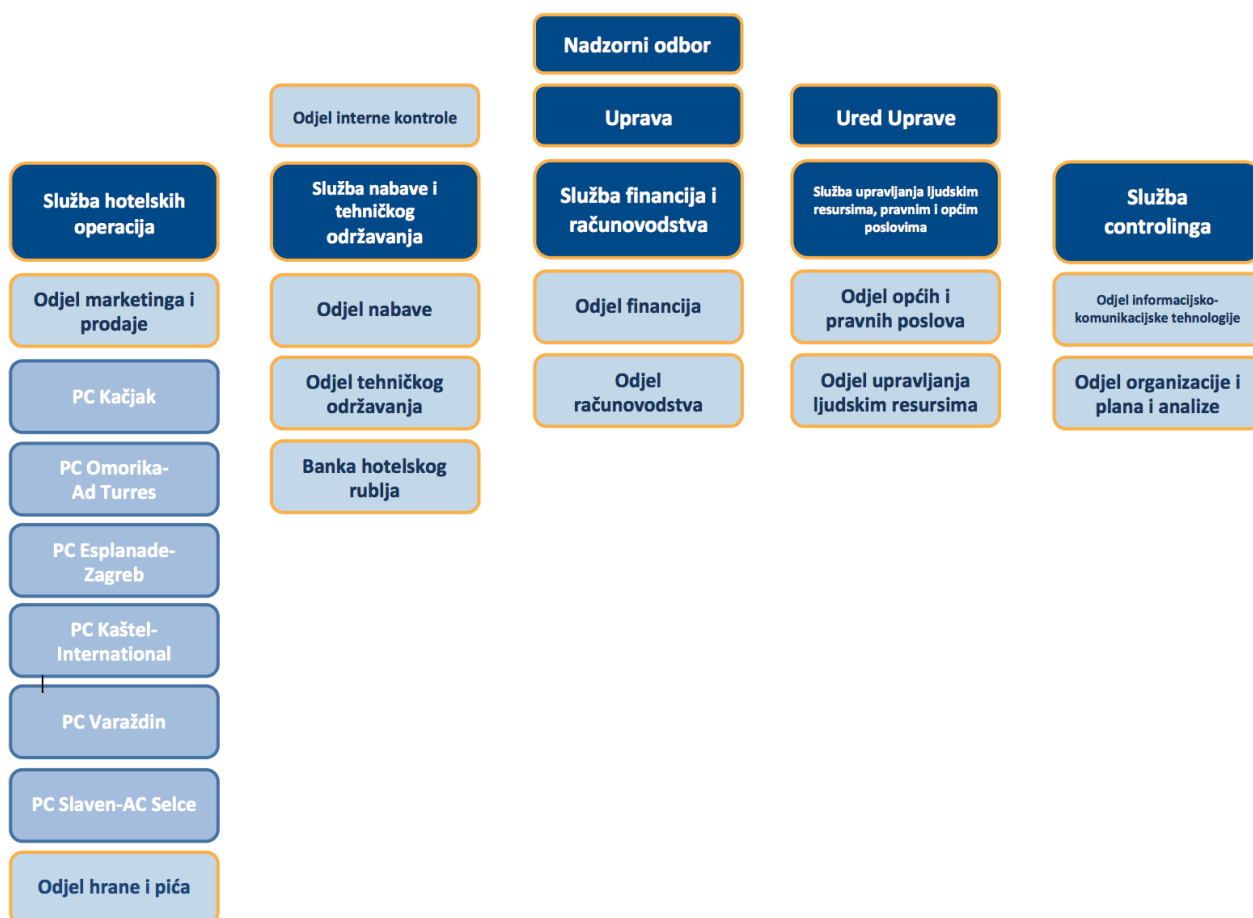 Nadzorni odbor
Odjel interne kontrole
Uprava
Ured Uprave
Služba hotelskih
operacija
Služba nabave i
tehničkog
održavanja
Služba financija i
računovodstva
Služba upravljanja ljudskim
resursima, pravnim i općim
poslovima
Služba
controlinga
Odjel marketinga i
prodaje
Odjel nabave
Odjel financija
Odjel općih i
pravnih poslova
Odjel informacijsko-
komunikacijske tehnologije
PC Kačjak
Odjel tehničkog
održavanja
Odjel
računovodstva
Odjel upravljanja
ljudskim resursima
Odjel organizacije i
plana i analize
PC Omorika-
Ad Turres
Banka hotelskog
rublja
PC Esplanade-
Zagreb
PC Kaštel-
International
PC Varaždin
PC Slaven-AC Selce
Odjel hrane i pića